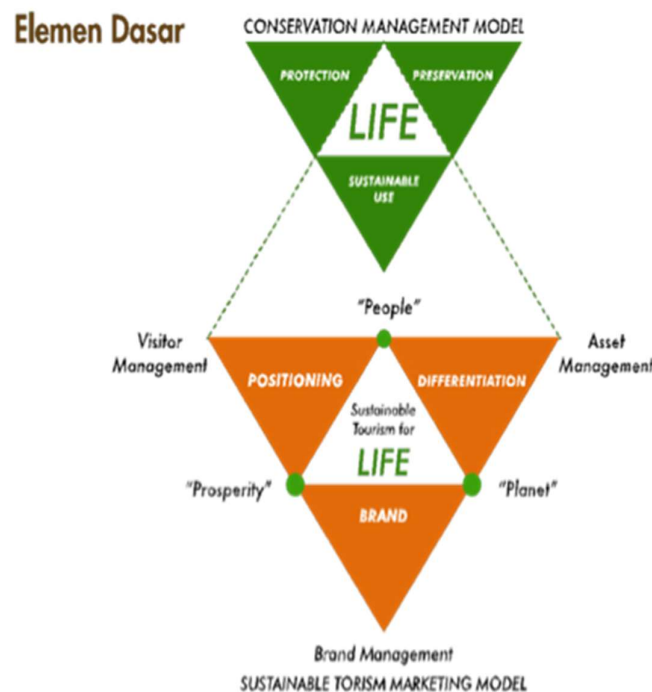 Elemen Dasar
CONSERVATION MANAGEMENT MODEL
PROTECTION
PRESERVATION
LIFE
SUSTAINABLE
USE
"People"
Visitor
Management
Asset
Management
POSITIONING
DIFFERENTIATION
Sustainable
Tourism for
LIFE
"Prosperity"
"Planet"
BRAND
Brand Management
SUSTAINABLE TORISM MARKETING MODEL